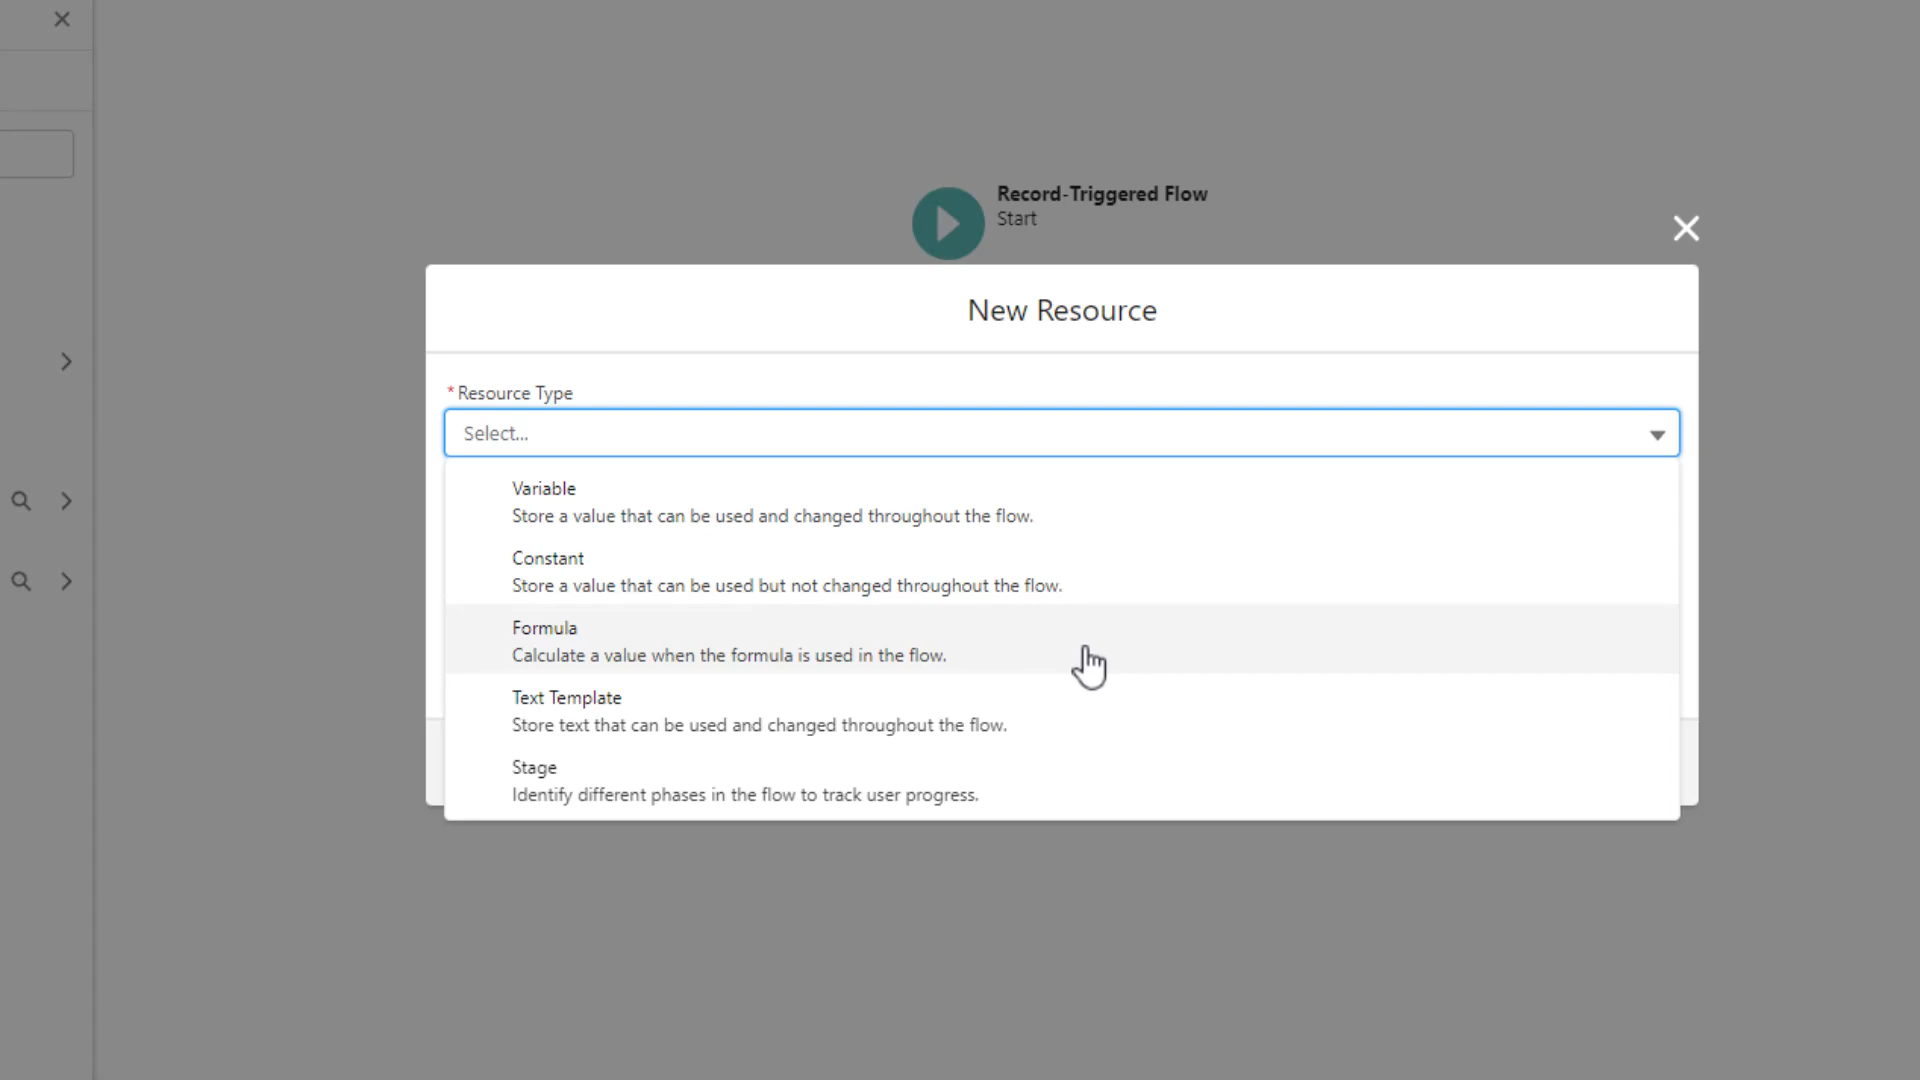 Record-Triggered Flow
Start
New Resource
*Resource Type
Select...
Variable
Store a value that can be used and changed throughout the flow.
Constant
Store a value that can be used but not changed throughout the flow.
Formula
Calculate a value when the formula is used in the flow.
Text Template
Store text that can be used and changed throughout the flow.
Stage
Identify different phases in the flow to track user progress.